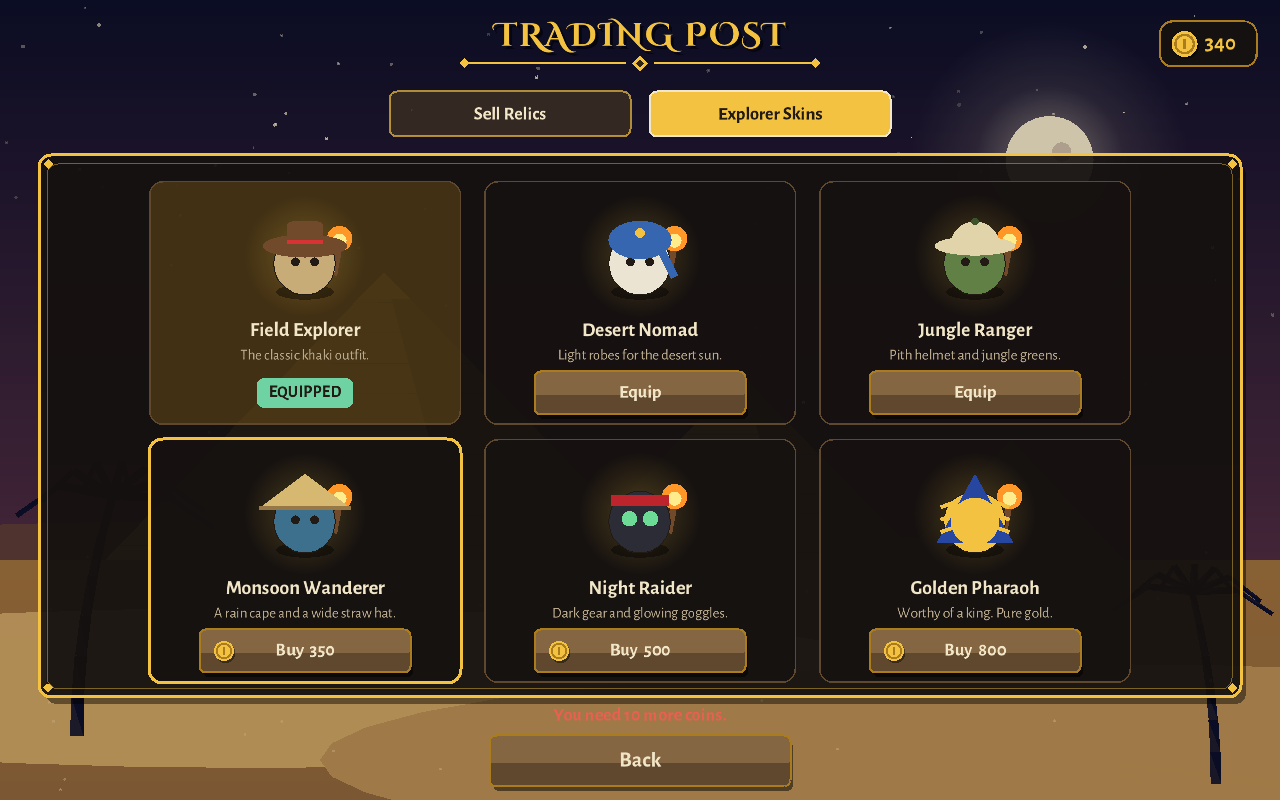 TRADING POST
340
Sell Relics
Explorer Skins
Field Explorer
The classic khaki outfit.
EQUIPPED
Desert Nomad
Light robes for the desert sun.
Equip
Jungle Ranger
Pith helmet and jungle greens.
Equip
Monsoon Wanderer
A rain cape and a wide straw hat.
Buy 350
Night Raider
Dark gear and glowing goggles.
Buy 500
Golden Pharaoh
Worthy of a king. Pure gold.
Buy 800
You need 10 more coins.
Back